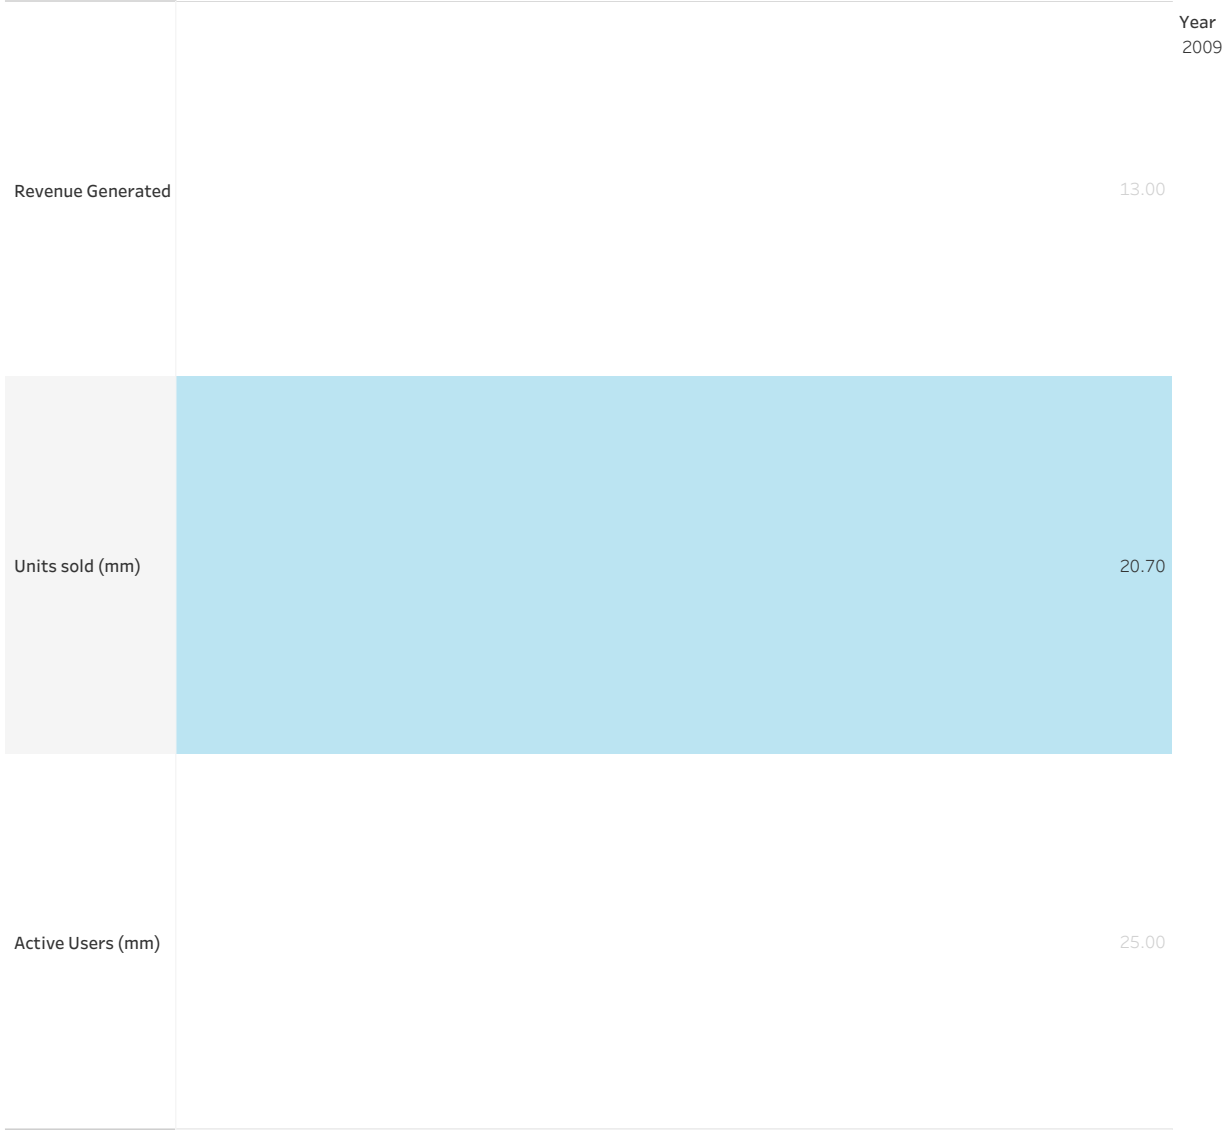 Year
2009
Revenue Generated 13.00
Units sold (mm) 20.70
Active Users (mm) 25.00